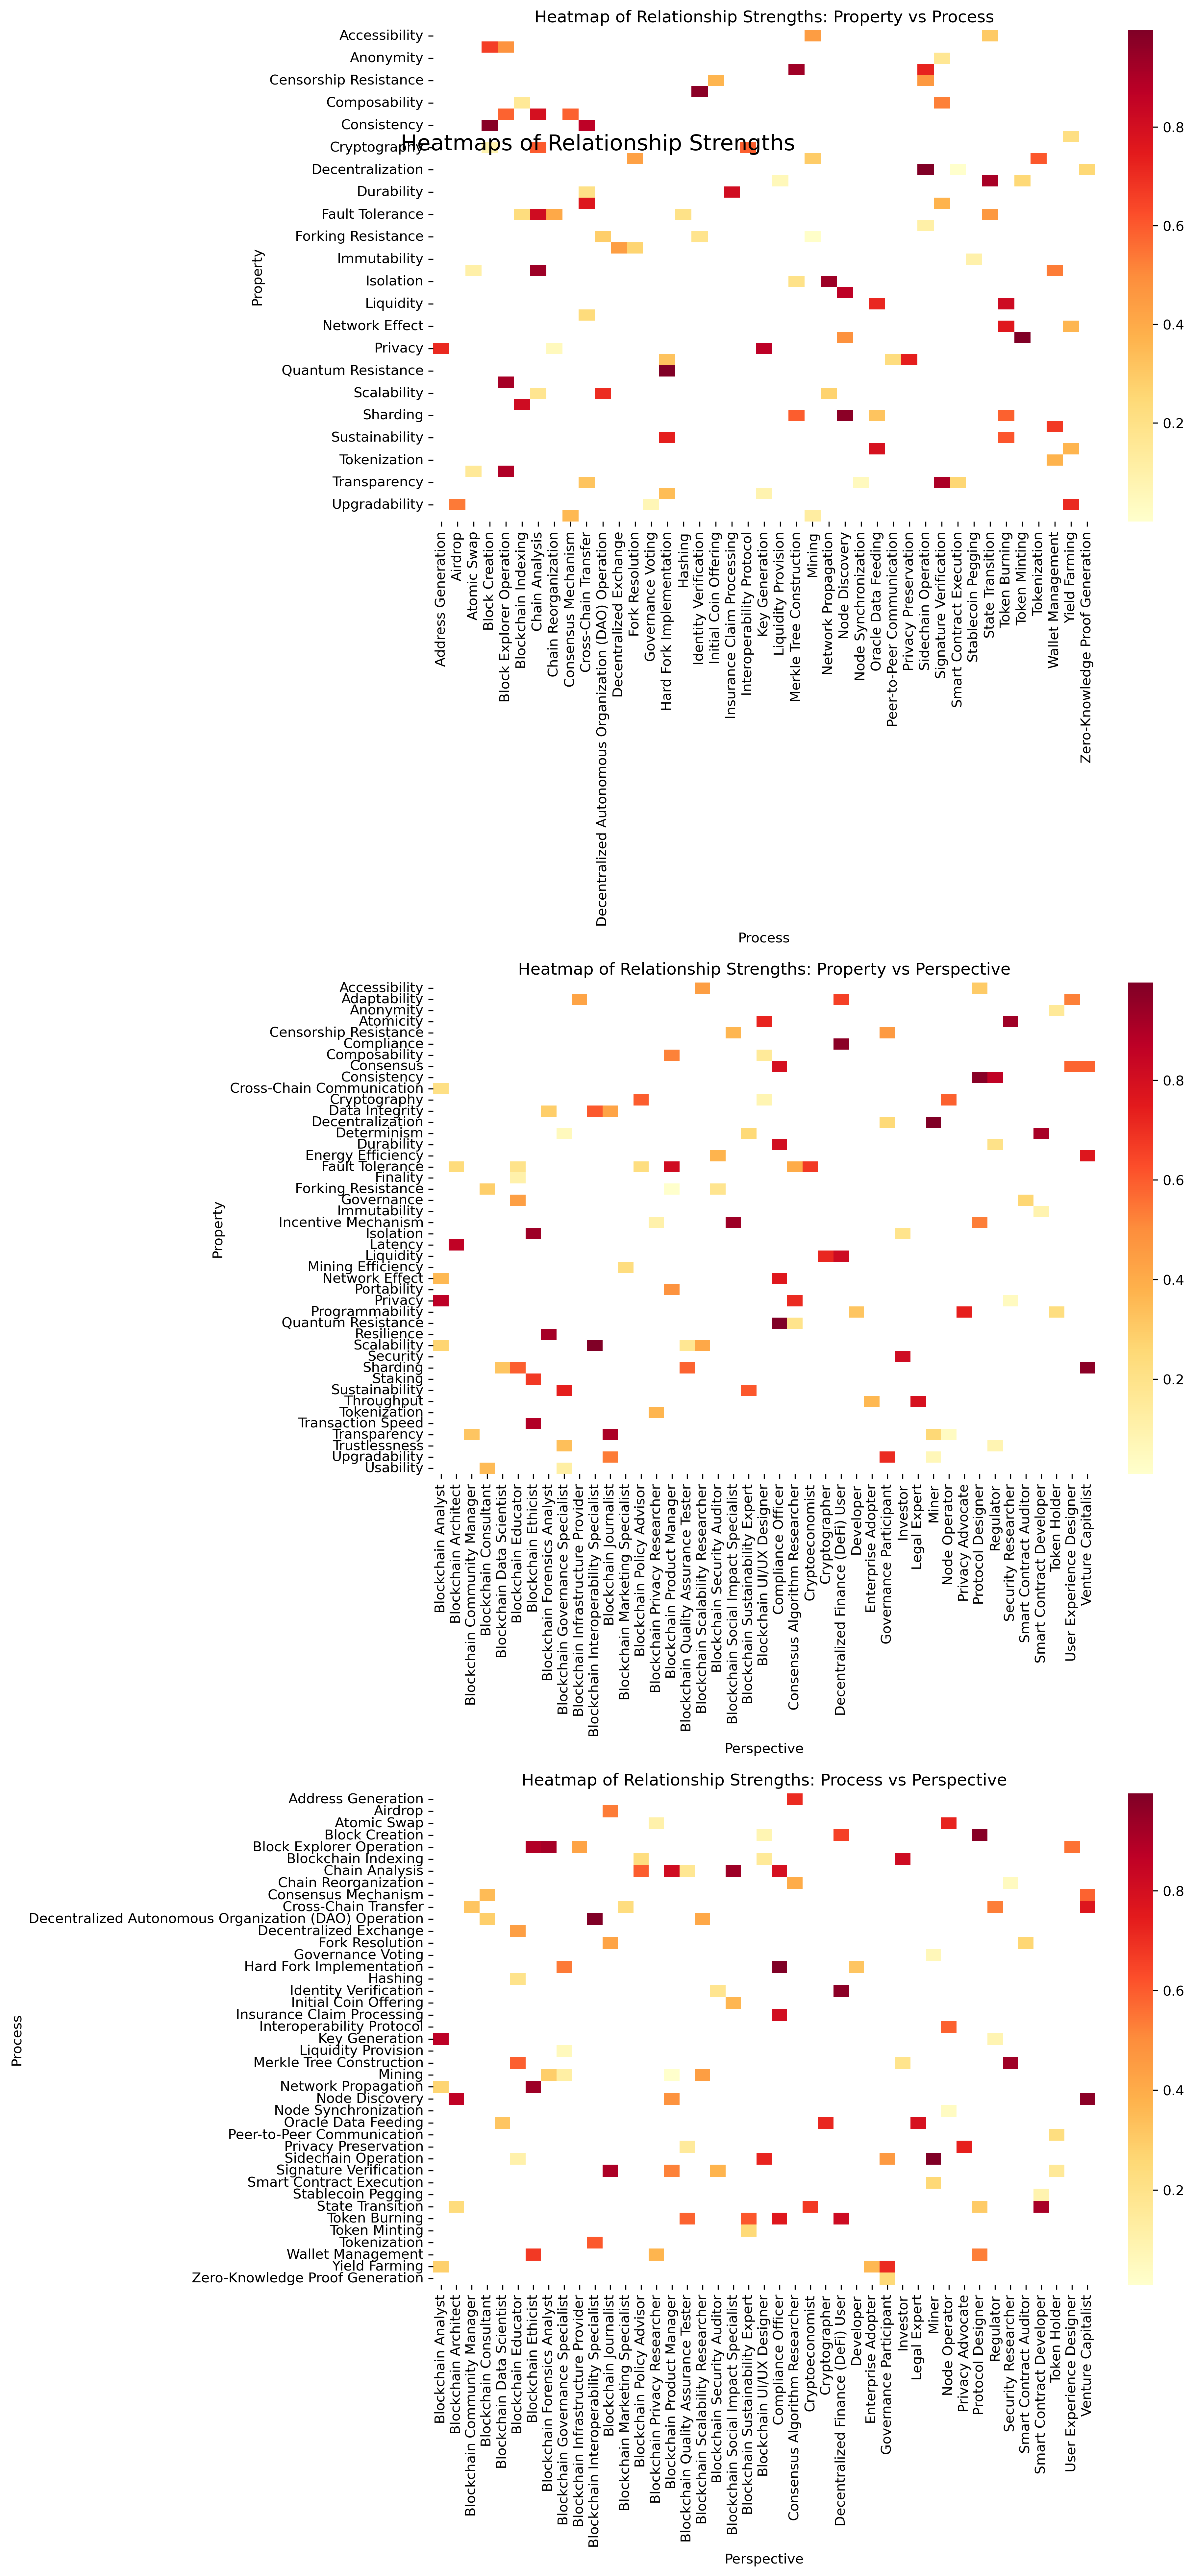 Heatmap of Relationship Strengths: Property vs Process
Heatmaps of Relationship Strengths
Property
Accessibility
Anonymity
Censorship Resistance
Composability
Consistency
Cryptography
Decentralization
Durability
Fault Tolerance
Forking Resistance
Immutability
Isolation
Liquidity
Network Effect
Privacy
Quantum Resistance
Scalability
Sharding
Sustainability
Tokenization
Transparency
Upgradability
0.8
0.6
0.4
0.2
Address Generation
Airdrop
Atomic Swap
Block Creation
Block Explorer Operation
Blockchain Indexing
Chain Analysis
Chain Reorganization
Consensus Mechanism
Cross-Chain Transfer
Decentralized Autonomous Organization (DAO) Operation
Decentralized Exchange
Fork Resolution
Governance Voting
Hard Fork Implementation
Hashing
Identity Verification
Initial Coin Offering
Insurance Claim Processing
Interoperability Protocol
Key Generation
Liquidity Provision
Merkle Tree Construction
Mining
Network Propagation
Node Discovery
Node Synchronization
Oracle Data Feeding
Peer-to-Peer Communication
Privacy Preservation
Sidechain Operation
Signature Verification
Smart Contract Execution
Stablecoin Pegging
State Transition
Token Burning
Token Minting
Tokenization
Wallet Management
Yield Farming
Zero-Knowledge Proof Generation
Process
Heatmap of Relationship Strengths: Property vs Perspective
Property
Accessibility
Adaptability
Anonymity
Atomicity
Censorship Resistance
Compliance
Composability
Consensus
Consistency
Cross-Chain Communication
Cryptography
Data Integrity
Decentralization
Determinism
Durability
Energy Efficiency
Fault Tolerance
Finality
Forking Resistance
Governance
Immutability
Incentive Mechanism
Isolation
Latency
Liquidity
Mining Efficiency
Network Effect
Portability
Privacy
Programmability
Quantum Resistance
Resilience
Scalability
Security
Sharding
Staking
Sustainability
Throughput
Tokenization
Transaction Speed
Transparency
Trustlessness
Upgradability
Usability
0.8
0.6
0.4
0.2
Blockchain Analyst
Blockchain Architect
Blockchain Community Manager
Blockchain Consultant
Blockchain Data Scientist
Blockchain Educator
Blockchain Ethicist
Blockchain Forensics Analyst
Blockchain Governance Specialist
Blockchain Infrastructure Provider
Blockchain Interoperability Specialist
Blockchain Journalist
Blockchain Marketing Specialist
Blockchain Policy Advisor
Blockchain Privacy Researcher
Blockchain Product Manager
Blockchain Quality Assurance Tester
Blockchain Scalability Researcher
Blockchain Security Auditor
Blockchain Social Impact Specialist
Blockchain Sustainability Expert
Blockchain UI/UX Designer
Compliance Officer
Consensus Algorithm Researcher
Cryptoeconomist
Cryptographer
Decentralized Finance (DeFi) User
Developer
Enterprise Adopter
Governance Participant
Investor
Legal Expert
Miner
Node Operator
Privacy Advocate
Protocol Designer
Regulator
Security Researcher
Smart Contract Auditor
Smart Contract Developer
Token Holder
User Experience Designer
Venture Capitalist
Perspective
Heatmap of Relationship Strengths: Process vs Perspective
Process
Address Generation
Airdrop
Atomic Swap
Block Creation
Block Explorer Operation
Blockchain Indexing
Chain Analysis
Chain Reorganization
Consensus Mechanism
Cross-Chain Transfer
Decentralized Autonomous Organization (DAO) Operation
Decentralized Exchange
Fork Resolution
Governance Voting
Hard Fork Implementation
Hashing
Identity Verification
Initial Coin Offering
Insurance Claim Processing
Interoperability Protocol
Key Generation
Liquidity Provision
Merkle Tree Construction
Mining
Network Propagation
Node Discovery
Node Synchronization
Oracle Data Feeding
Peer-to-Peer Communication
Privacy Preservation
Sidechain Operation
Signature Verification
Smart Contract Execution
Stablecoin Pegging
State Transition
Token Burning
Token Minting
Tokenization
Wallet Management
Yield Farming
Zero-Knowledge Proof Generation
0.8
0.6
0.4
0.2
Blockchain Analyst
Blockchain Architect
Blockchain Community Manager
Blockchain Consultant
Blockchain Data Scientist
Blockchain Educator
Blockchain Ethicist
Blockchain Forensics Analyst
Blockchain Governance Specialist
Blockchain Infrastructure Provider
Blockchain Interoperability Specialist
Blockchain Journalist
Blockchain Marketing Specialist
Blockchain Policy Advisor
Blockchain Privacy Researcher
Blockchain Product Manager
Blockchain Quality Assurance Tester
Blockchain Scalability Researcher
Blockchain Security Auditor
Blockchain Social Impact Specialist
Blockchain Sustainability Expert
Blockchain UI/UX Designer
Compliance Officer
Consensus Algorithm Researcher
Cryptoeconomist
Cryptographer
Decentralized Finance (DeFi) User
Developer
Enterprise Adopter
Governance Participant
Investor
Legal Expert
Miner
Node Operator
Privacy Advocate
Protocol Designer
Regulator
Security Researcher
Smart Contract Auditor
Smart Contract Developer
Token Holder
User Experience Designer
Venture Capitalist
Perspective